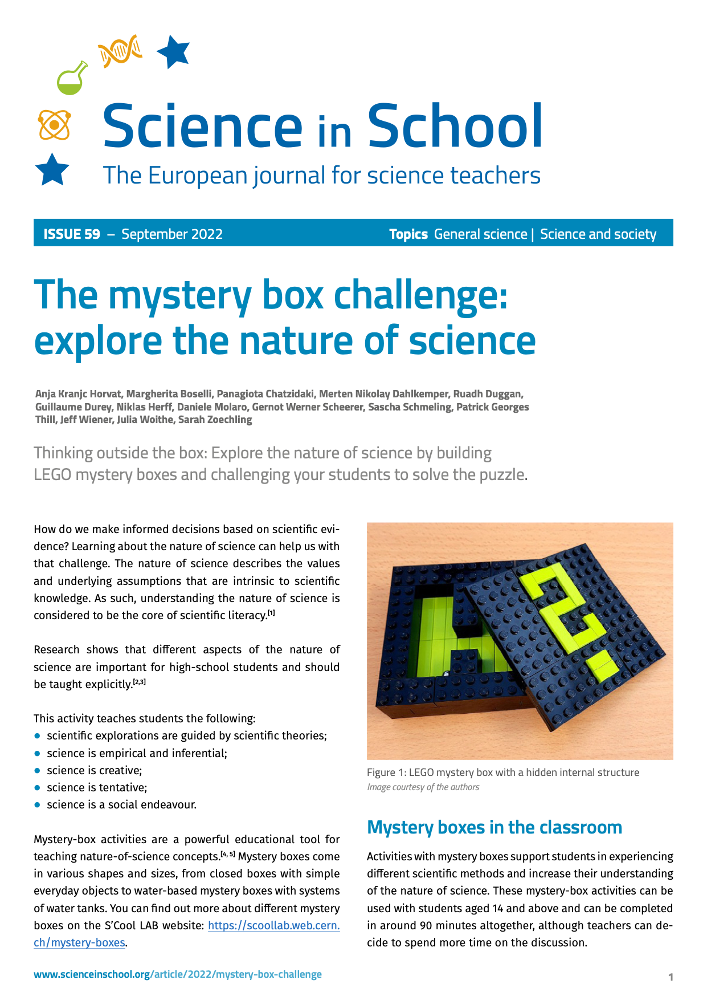 Science in School
The European journal for science teachers
ISSUE 59 – September 2022
Topics General science | Science and society
The mystery box challenge:
explore the nature of science
Anja Kranjc Horvat, Margherita Boselli, Panagiota Chatzidaki, Merten Nikolay Dahlkemper, Ruadh Duggan,
Guillaume Durey, Niklas Herff, Daniele Molaro, Gernot Werner Scheerer, Sascha Schmeling, Patrick Georges
Thill, Jeff Wiener, Julia Woithe, Sarah Zoechling
Thinking outside the box: Explore the nature of science by building
LEGO mystery boxes and challenging your students to solve the puzzle.
How do we make informed decisions based on scientific evi-
dence? Learning about the nature of science can help us with
that challenge. The nature of science describes the values
and underlying assumptions that are intrinsic to scientific
knowledge. As such, understanding the nature of science is
considered to be the core of scientific literacy.[1]
Research shows that different aspects of the nature of
science are important for high-school students and should
be taught explicitly.[2,3]
This activity teaches students the following:
● scientific explorations are guided by scientific theories;
● science is empirical and inferential;
● science is creative;
● science is tentative;
● science is a social endeavour.
Mystery-box activities are a powerful educational tool for
teaching nature-of-science concepts.[4, 5] Mystery boxes come
in various shapes and sizes, from closed boxes with simple
everyday objects to water-based mystery boxes with systems
of water tanks. You can find out more about different mystery
boxes on the S’Cool LAB website: https://scoollab.web.cern.
ch/mystery-boxes.
?
Figure 1: LEGO mystery box with a hidden internal structure
Image courtesy of the authors
Mystery boxes in the classroom
Activities with mystery boxes support students in experiencing
different scientific methods and increase their understanding
of the nature of science. These mystery-box activities can be
used with students aged 14 and above and can be completed
in around 90 minutes altogether, although teachers can de-
cide to spend more time on the discussion.
www.scienceinschool.org/article/2022/mystery-box-challenge
1